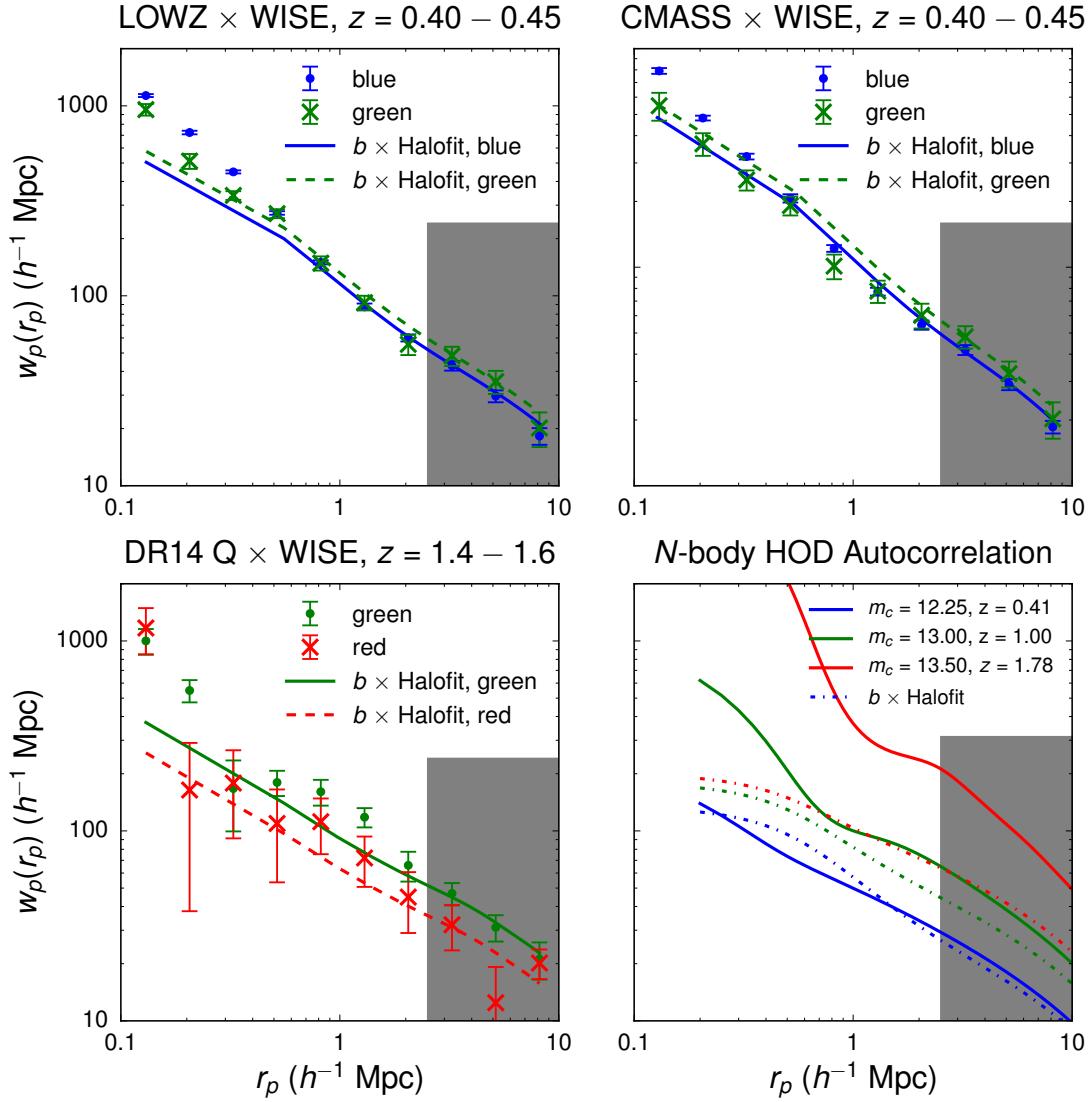 LOWZ × WISE, z = 0.40 − 0.45
CMASS × WISE, z = 0.40 − 0.45
blue
green
b × Halofit, blue
b × Halofit, green
blue
green
b × Halofit, blue
b × Halofit, green
1000
100
10
w_p(r_p) (h⁻¹ Mpc)
0.1
1
10
0.1
1
10
DR14 Q × WISE, z = 1.4 − 1.6
N-body HOD Autocorrelation
green
red
b × Halofit, green
b × Halofit, red
m_c = 12.25, z = 0.41
m_c = 13.00, z = 1.00
m_c = 13.50, z = 1.78
b × Halofit
1000
100
10
w_p(r_p) (h⁻¹ Mpc)
0.1
1
10
0.1
1
10
r_p (h⁻¹ Mpc)
r_p (h⁻¹ Mpc)